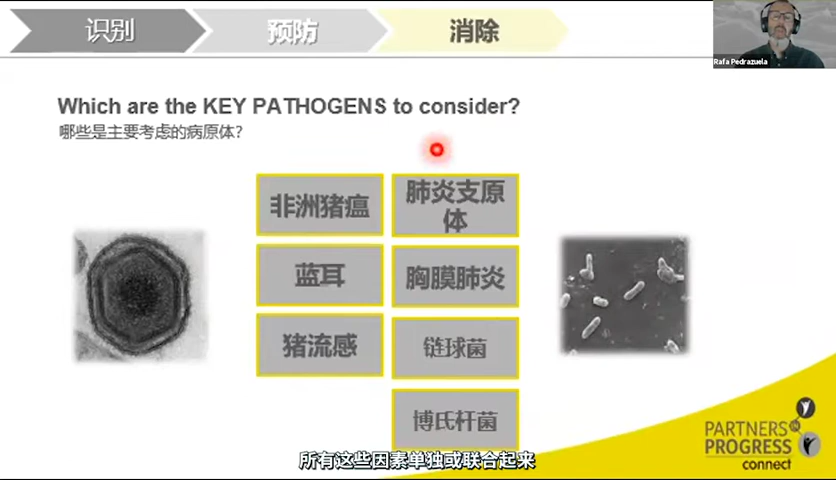 识别
预防
消除
Rafa Pedrazuela
Which are the KEY PATHOGENS to consider?
哪些是主要考虑的病原体?
非洲猪瘟
肺炎支原
体
蓝耳
胸膜肺炎
猪流感
链球菌
博氏杆菌
PARTNERS IN
PROGRESS
connect
所有这些因素单独或联合起来